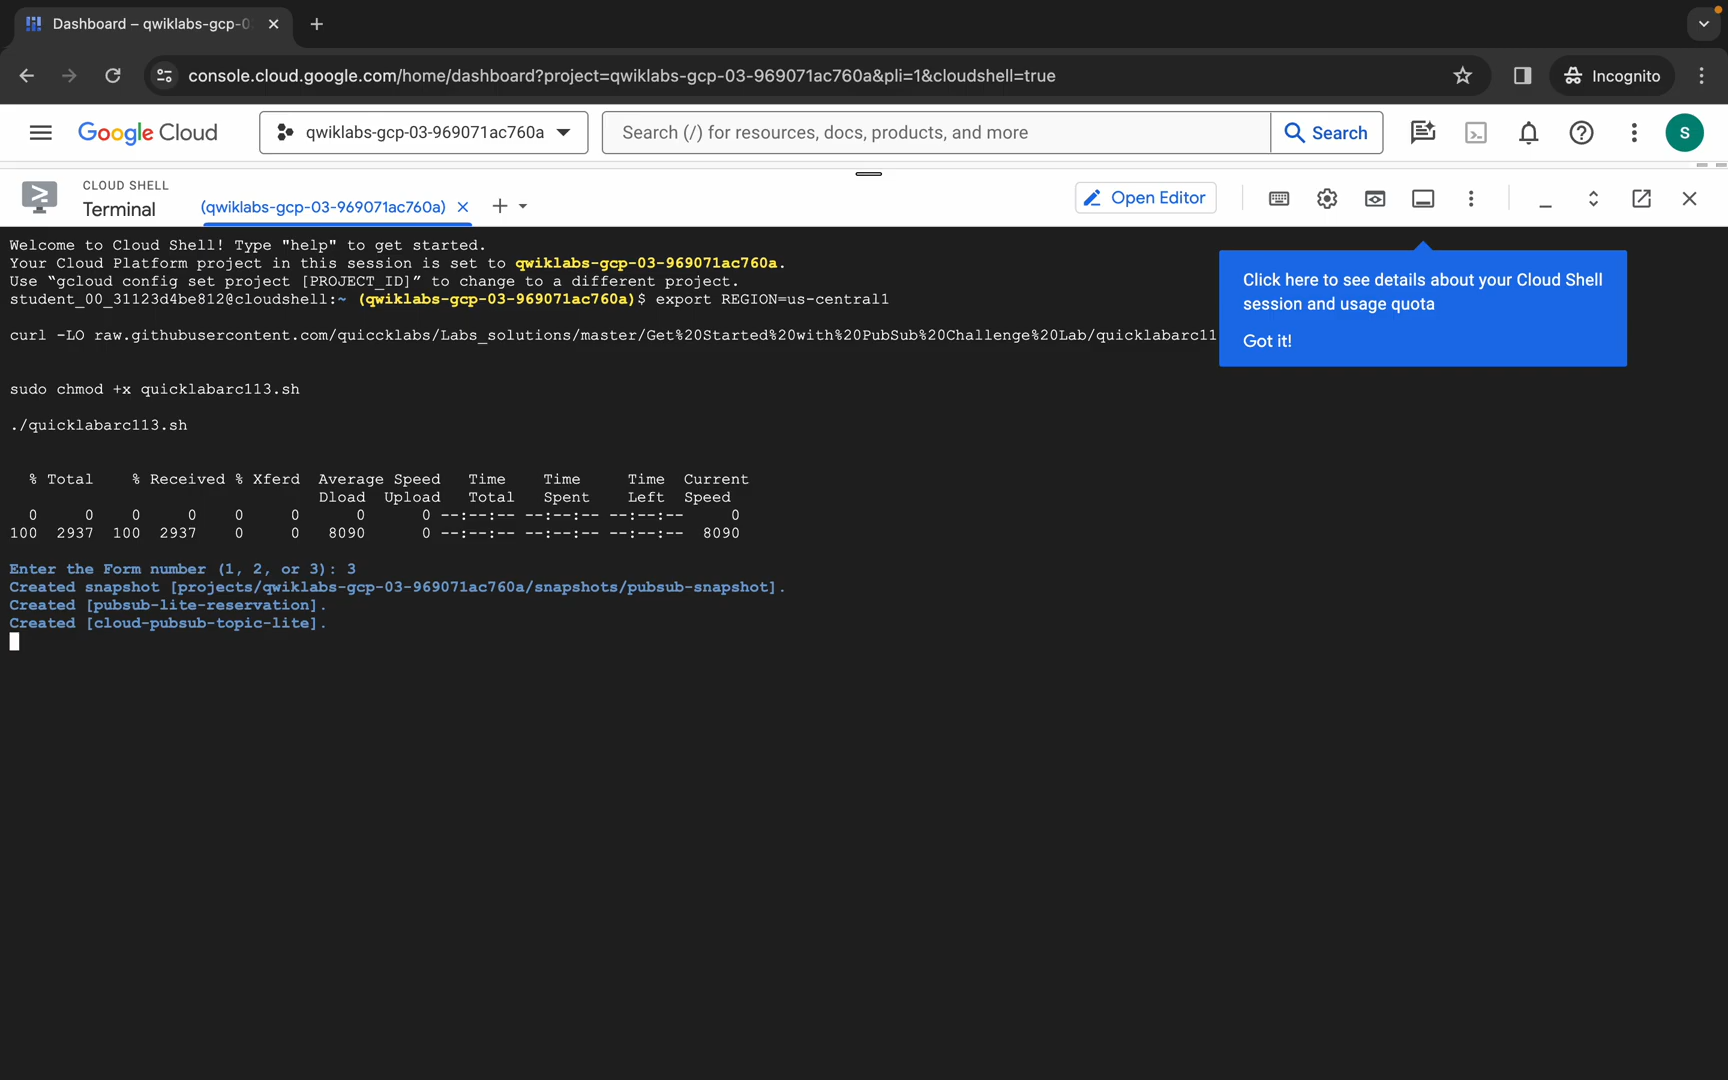 Dashboard – qwiklabs-gcp-0
console.cloud.google.com/home/dashboard?project=qwiklabs-gcp-03-969071ac760a&pli=1&cloudshell=true
Incognito
Google Cloud
qwiklabs-gcp-03-969071ac760a
Search (/) for resources, docs, products, and more
Search
S
CLOUD SHELL
Terminal
(qwiklabs-gcp-03-969071ac760a)
Open Editor
Welcome to Cloud Shell! Type "help" to get started.
Your Cloud Platform project in this session is set to qwiklabs-gcp-03-969071ac760a.
Use “gcloud config set project [PROJECT_ID]” to change to a different project.
student_00_31123d4be812@cloudshell:~ (qwiklabs-gcp-03-969071ac760a)$ export REGION=us-central1
curl -LO raw.githubusercontent.com/quiccklabs/Labs_solutions/master/Get%20Started%20with%20PubSub%20Challenge%20Lab/quicklabarc11
sudo chmod +x quicklabarc113.sh
./quicklabarc113.sh
% Total % Received % Xferd Average Speed Time Time Time Current
Dload Upload Total Spent Left Speed
0 0 0 0 0 0 0 0 --:--:-- --:--:-- --:--:-- 0
100 2937 100 2937 0 0 8090 0 --:--:-- --:--:-- --:--:-- 8090
Enter the Form number (1, 2, or 3): 3
Created snapshot [projects/qwiklabs-gcp-03-969071ac760a/snapshots/pubsub-snapshot].
Created [pubsub-lite-reservation].
Created [cloud-pubsub-topic-lite].
Click here to see details about your Cloud Shell
session and usage quota
Got it!